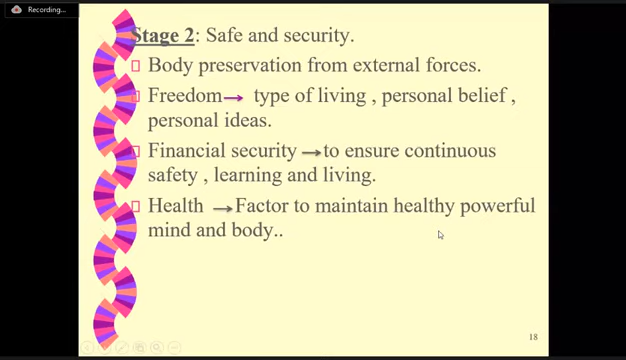 Recording...
Stage 2: Safe and security.
Body preservation from external forces.
Freedom→ type of living , personal belief ,
personal ideas.
Financial security →to ensure continuous
safety , learning and living.
Health →Factor to maintain healthy powerful
mind and body..
18